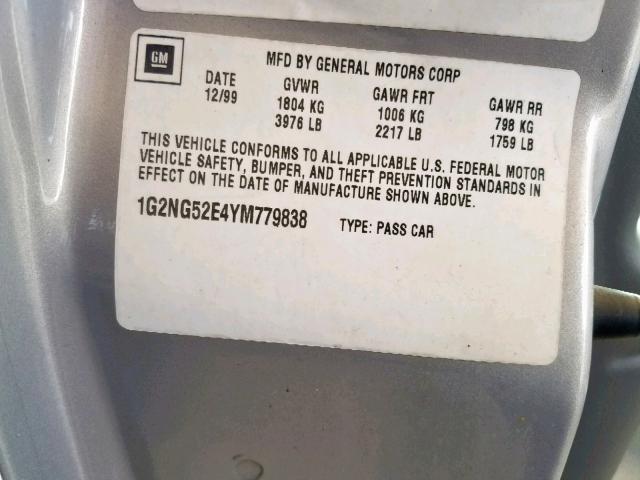 GM
MFD BY GENERAL MOTORS CORP
DATE GVWR GAWR FRT GAWR RR
12/99 1804 KG 1006 KG 798 KG
3976 LB 2217 LB 1759 LB
THIS VEHICLE CONFORMS TO ALL APPLICABLE U.S. FEDERAL MOTOR
VEHICLE SAFETY, BUMPER, AND THEFT PREVENTION STANDARDS IN
EFFECT ON THE DATE OF MANUFACTURE SHOWN ABOVE.
1G2NG52E4YM779838 TYPE: PASS CAR